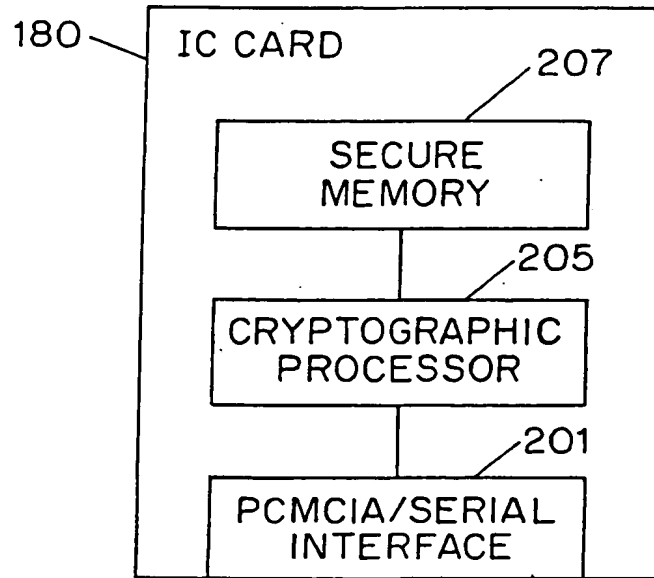 180
IC CARD
207
SECURE
MEMORY
205
CRYPTOGRAPHIC
PROCESSOR
201
PCMCIA/SERIAL
INTERFACE